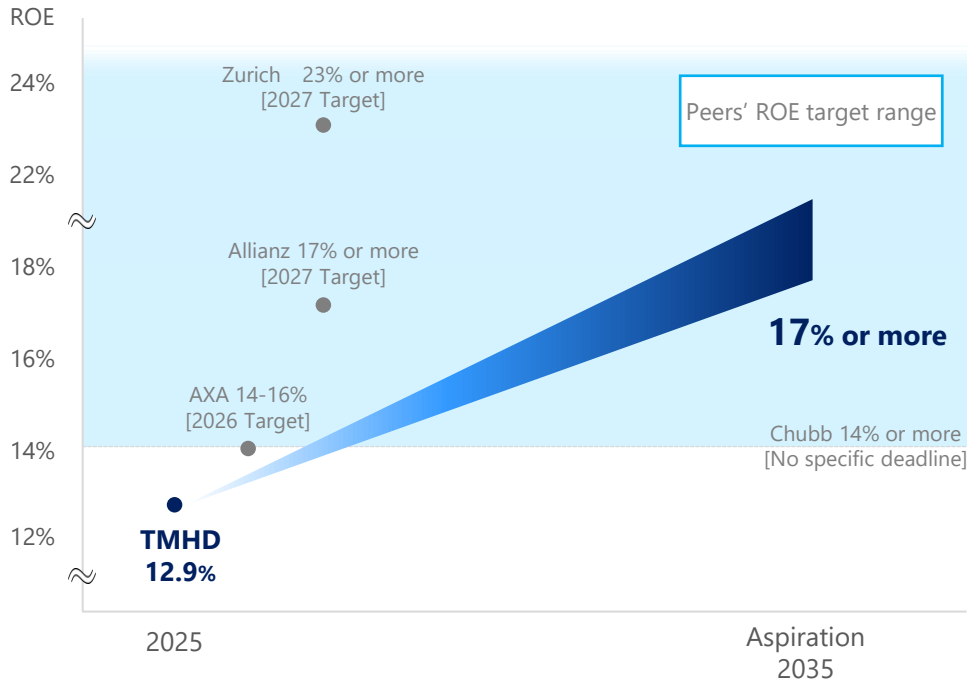 ROE
24%
22%
18%
16%
14%
12%
Zurich 23% or more
[2027 Target]
Peers' ROE target range
Allianz 17% or more
[2027 Target]
17% or more
AXA 14-16%
[2026 Target]
Chubb 14% or more
[No specific deadline]
TMHD
12.9%
2025
Aspiration
2035